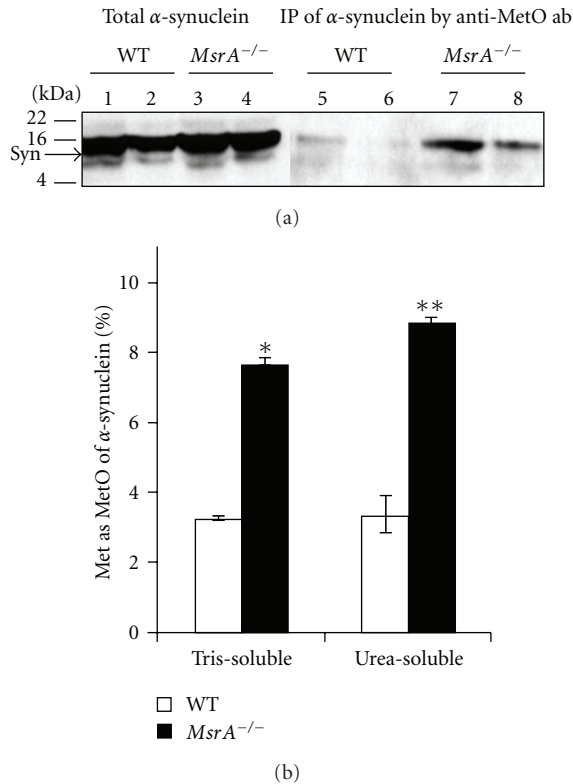 Total α-synuclein IP of α-synuclein by anti-MetO ab
WT MsrA−/− WT MsrA−/−
(kDa) 1 2 3 4 5 6 7 8
22
16
Syn
4
(a)
10
8
6
4
2
0
Met as MetO of α-synuclein (%)
*
**
Tris-soluble Urea-soluble
WT
MsrA−/−
(b)